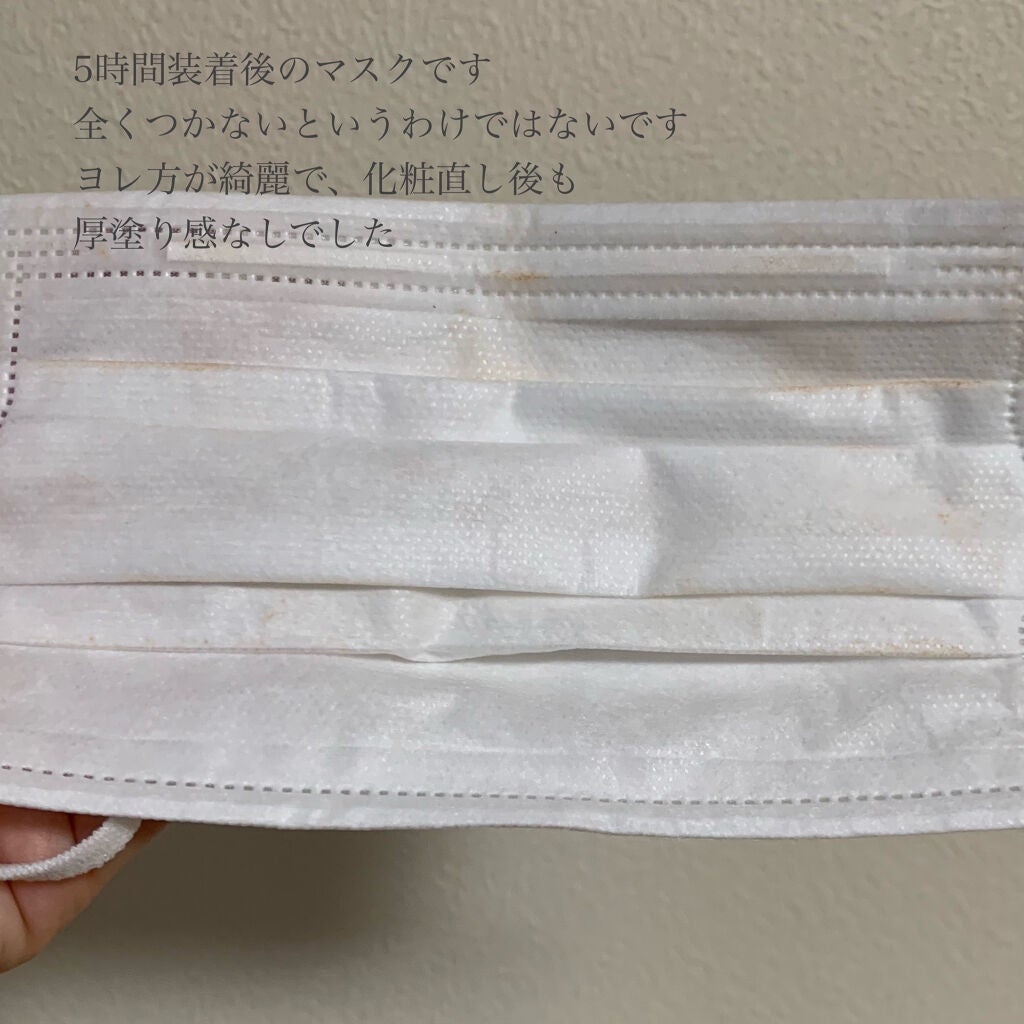 5時間装着後のマスクです
全くつかないというわけではないです
ヨレ方が綺麗で、化粧直し後も
厚塗り感なしでした